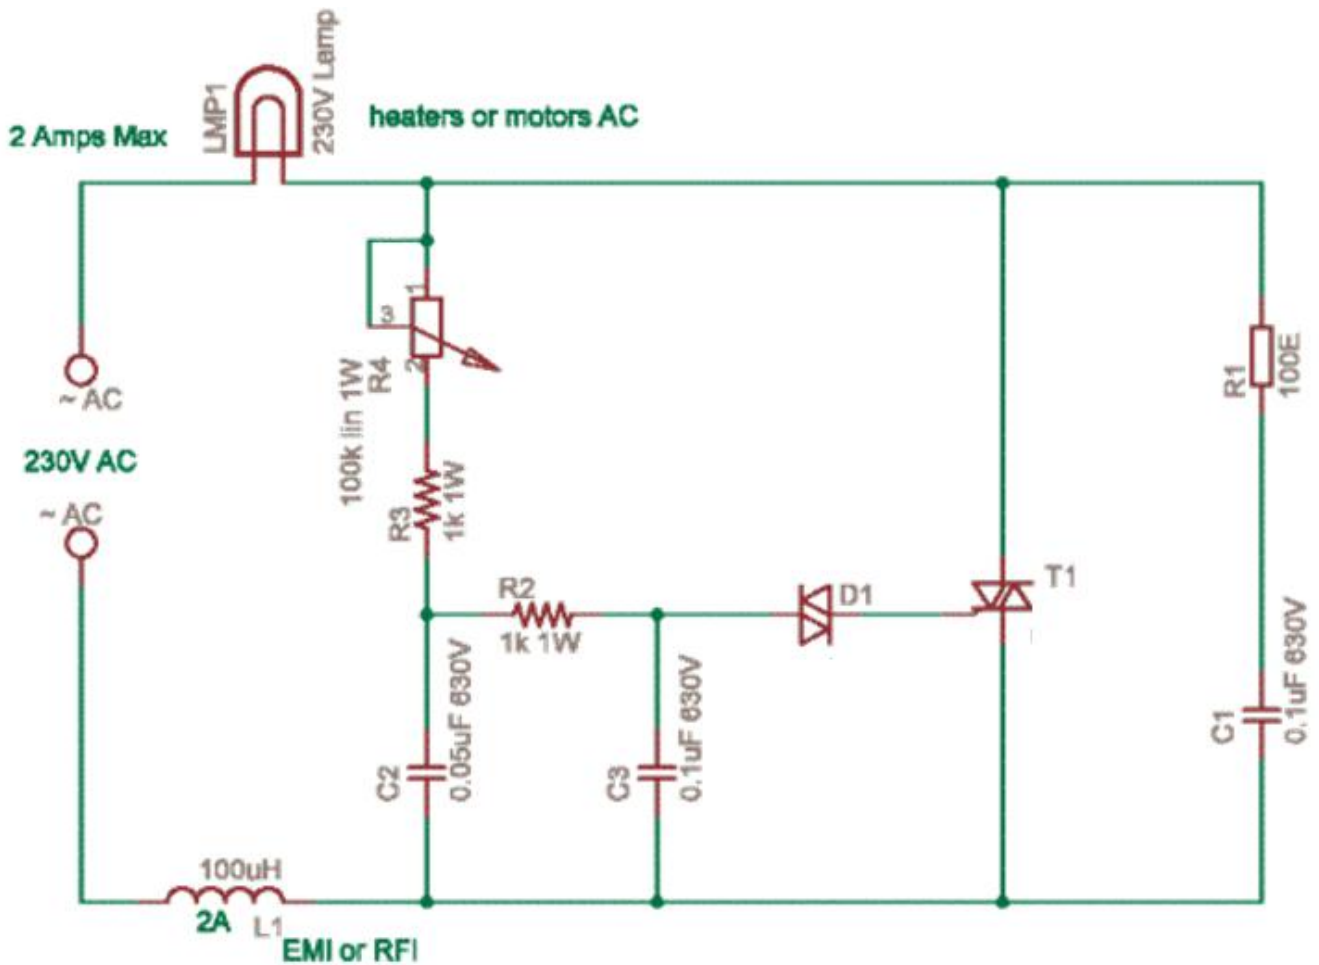 LMP1
230V Lamp
heaters or motors AC
2 Amps Max
~ AC
230V AC
~ AC
1
3
2
R4
100k lin 1W
R3
1k 1W
R2
1k 1W
D1
T1
R1
100E
C1
0.1uF 630V
C2
0.05uF 630V
C3
0.1uF 630V
100uH
2A
L1
EMI or RFI